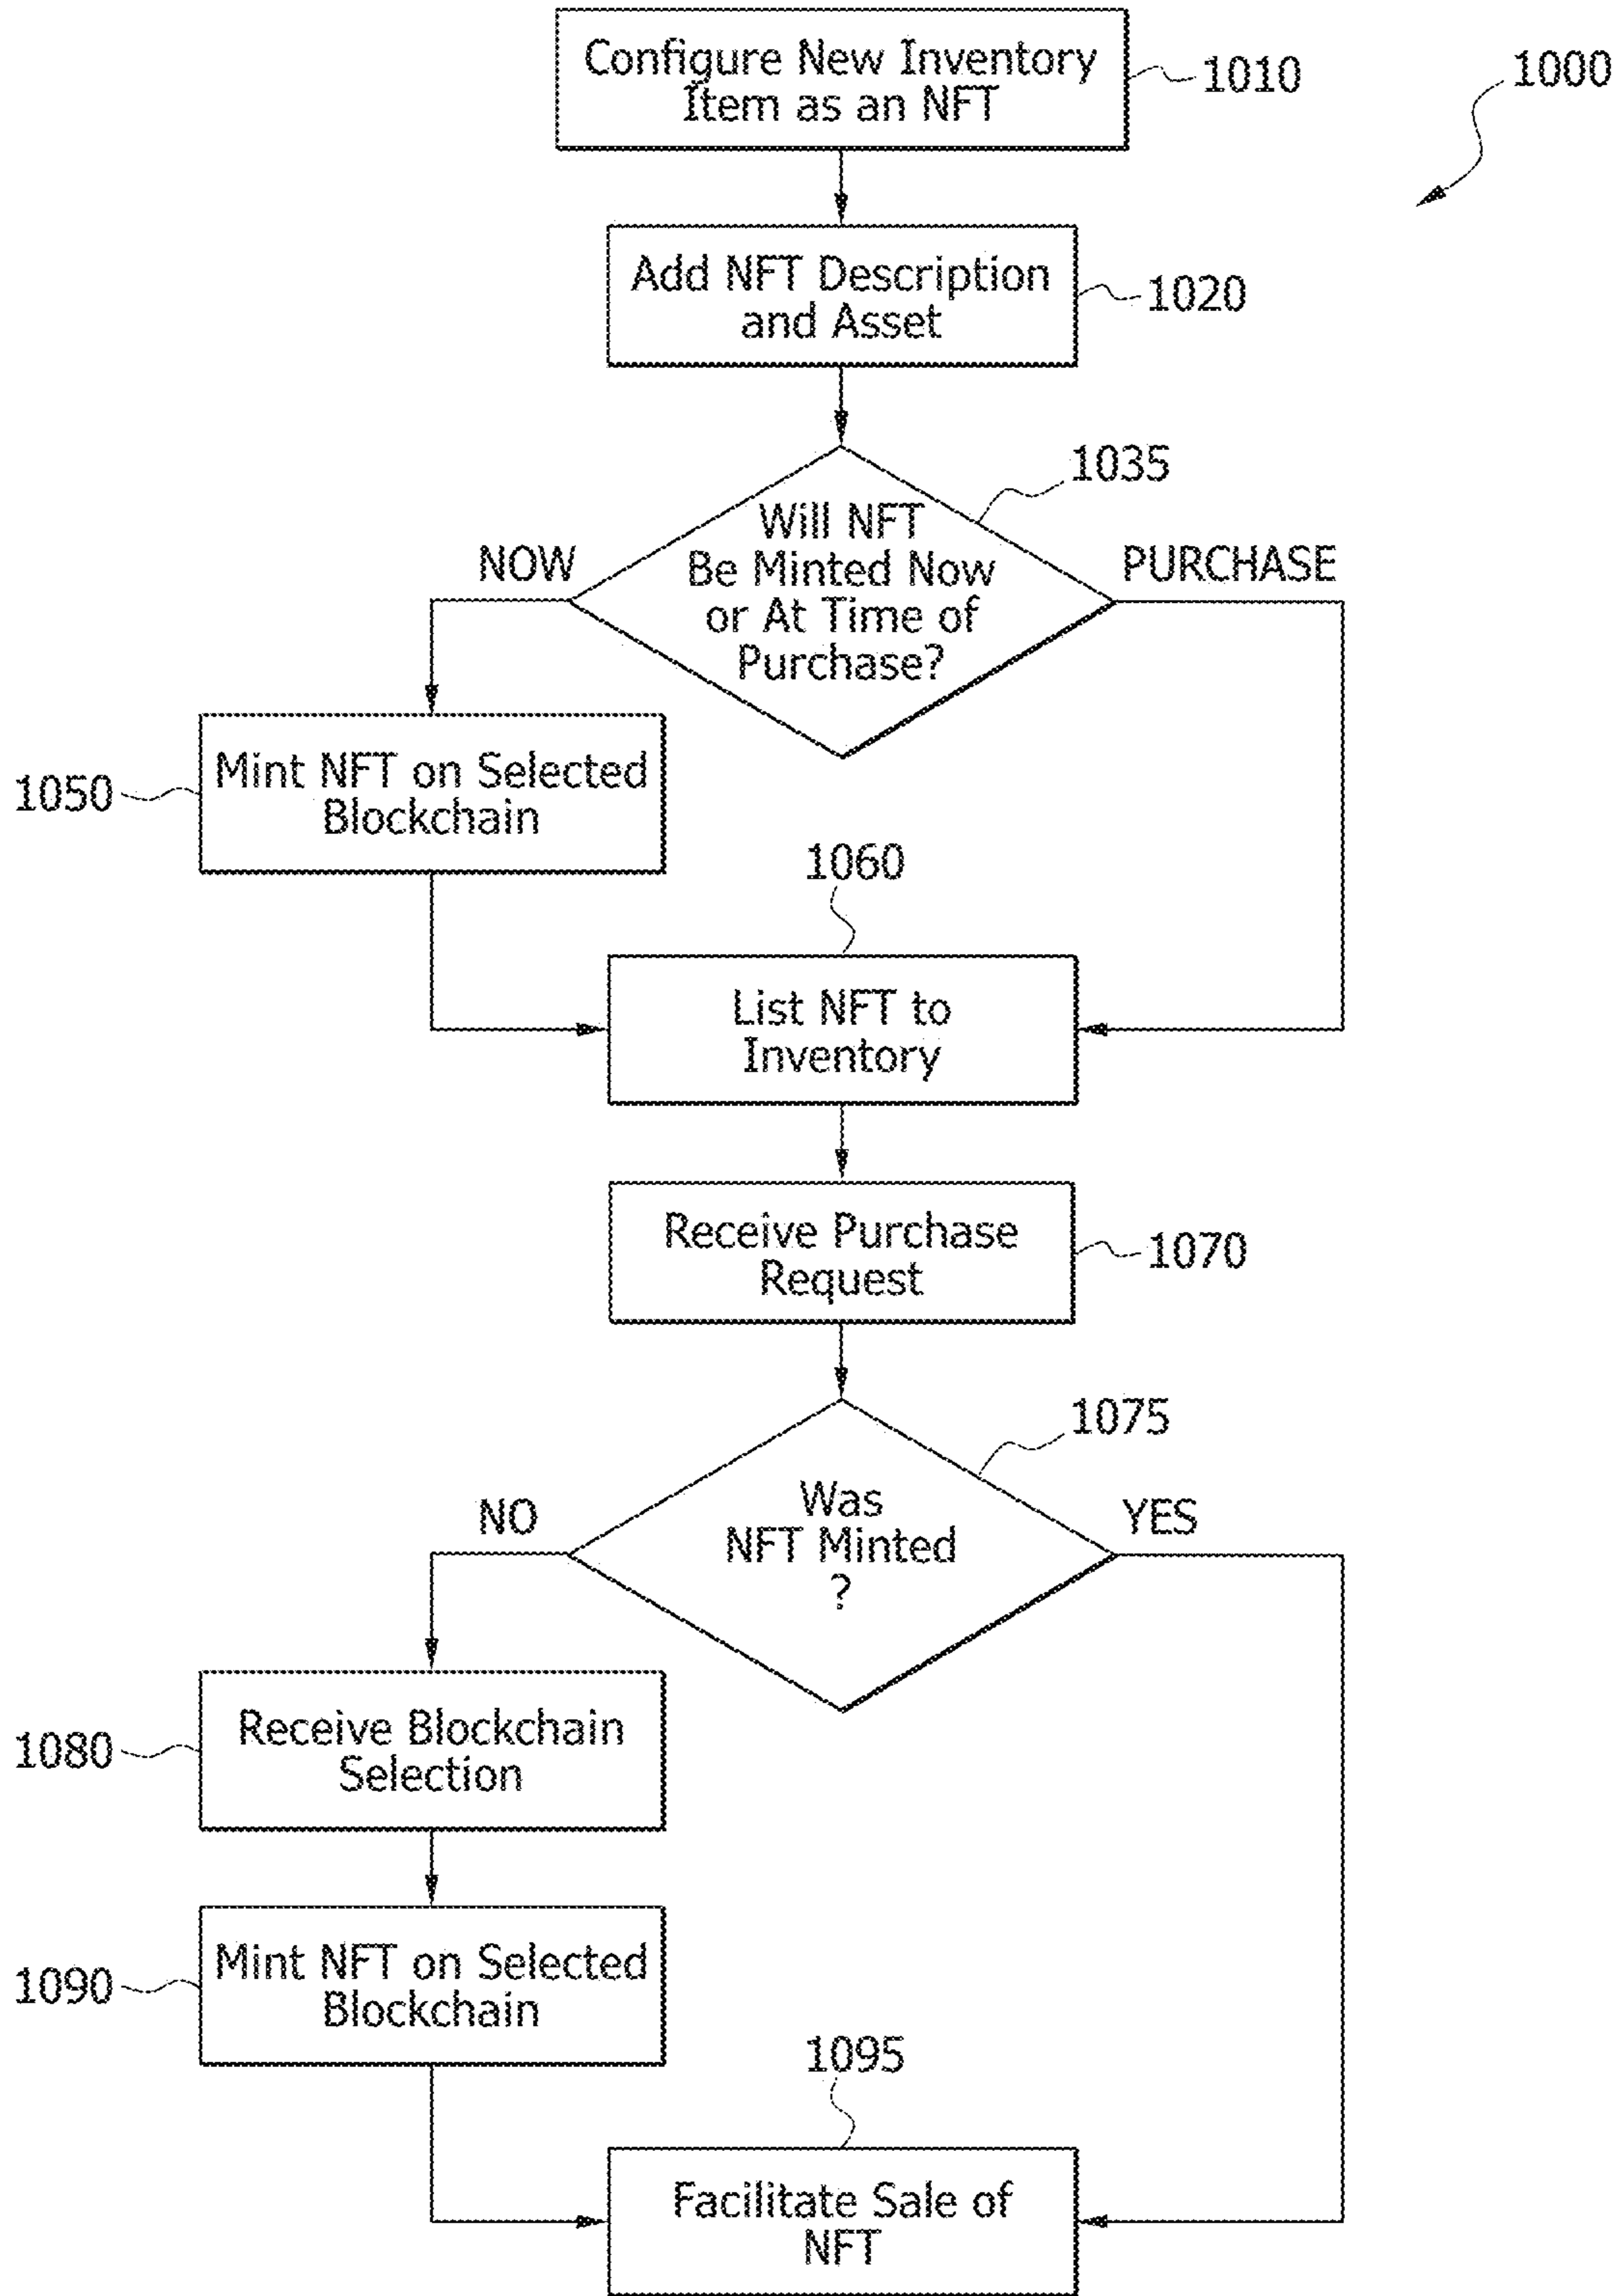 Configure New Inventory
Item as an NFT
1010
1000
Add NFT Description
and Asset
1020
1035
Will NFT
Be Minted Now
or At Time of
Purchase?
NOW
PURCHASE
Mint NFT on Selected
Blockchain
1050
1060
List NFT to
Inventory
Receive Purchase
Request
1070
1075
Was
NFT Minted
?
NO
YES
Receive Blockchain
Selection
1080
Mint NFT on Selected
Blockchain
1090
1095
Facilitate Sale of
NFT